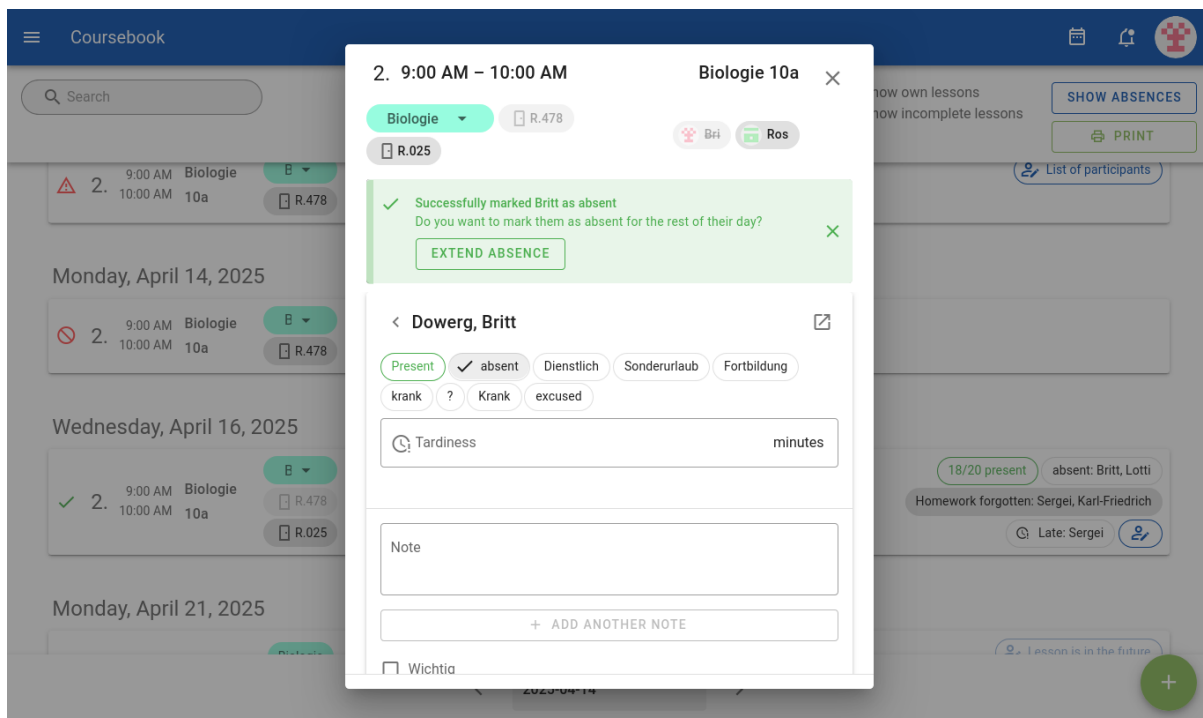 Coursebook
Search
now own lessons
now incomplete lessons
SHOW ABSENCES
PRINT
2. 9:00 AM – 10:00 AM Biologie 10a
Biologie R.478
Bri Ros
R.025
2. 9:00 AM 10:00 AM Biologie 10a B R.478 List of participants
Successfully marked Britt as absent
Do you want to mark them as absent for the rest of their day?
EXTEND ABSENCE
Monday, April 14, 2025
2. 9:00 AM 10:00 AM Biologie 10a B R.478
Dowerg, Britt
Present absent Dienstlich Sonderurlaub Fortbildung
krank ? Krank excused
Tardiness minutes
Wednesday, April 16, 2025
2. 9:00 AM 10:00 AM Biologie 10a B R.478 R.025
18/20 present absent: Britt, Lotti
Homework forgotten: Sergei, Karl-Friedrich
Late: Sergei
Note
+ ADD ANOTHER NOTE
Wichtig
Monday, April 21, 2025
Biologie
Lesson is in the future
2025-04-14